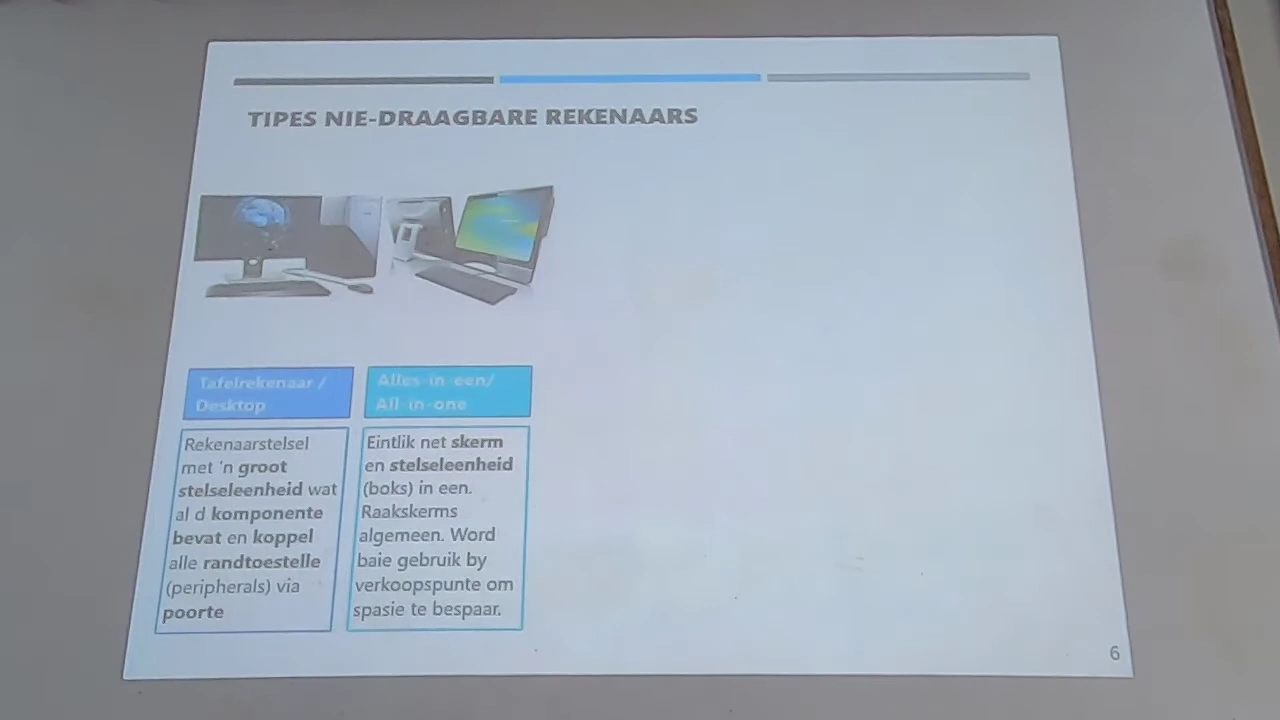 TIPES NIE-DRAAGBARE REKENAARS
Tafelrekenaar /
Desktop
Rekenaarstelsel
met 'n groot
stelseleenheid wat
al d komponente
bevat en koppel
alle randtoestelle
(peripherals) via
poorte
Alles-in-een/
All-in-one
Eintlik net skerm
en stelseleenheid
(boks) in een.
Raakskerms
algemeen. Word
baie gebruik by
verkoopspunte om
spasie te bespaar.
6